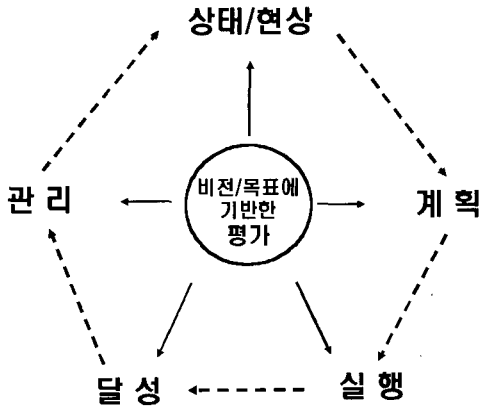 상태/현상
비전/목표에
기반한
평가
관 리
계 획
달 성
실 행